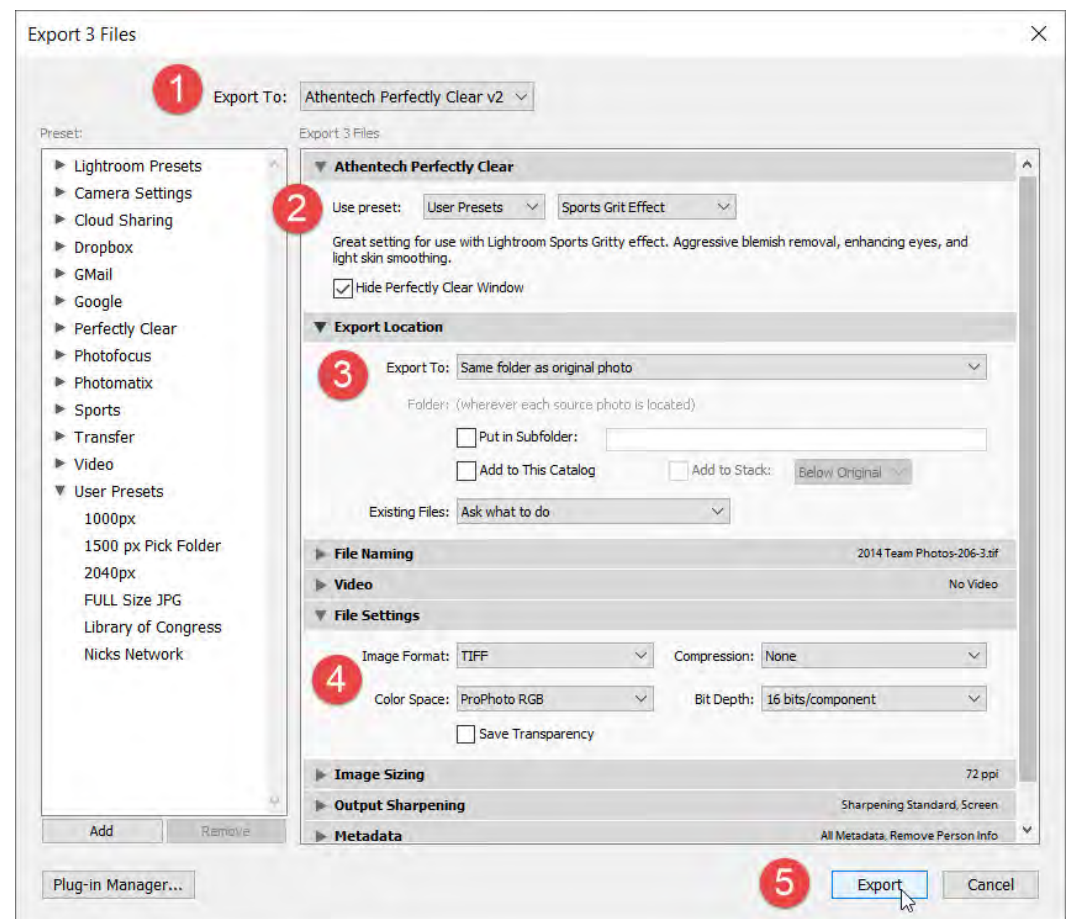 Export 3 Files
1 Export To: Athentech Perfectly Clear v2
Preset:
Lightroom Presets
Camera Settings
Cloud Sharing
Dropbox
GMail
Google
Perfectly Clear
Photofocus
Photomatix
Sports
Transfer
Video
User Presets
1000px
1500 px Pick Folder
2040px
FULL Size JPG
Library of Congress
Nicks Network
Add Remove
Export 3 Files
Athentech Perfectly Clear
2 Use preset: User Presets Sports Grit Effect
Great setting for use with Lightroom Sports Gritty effect. Aggressive blemish removal, enhancing eyes, and
light skin smoothing.
Hide Perfectly Clear Window
Export Location
3 Export To: Same folder as original photo
Folder: (wherever each source photo is located)
Put in Subfolder:
Add to This Catalog Add to Stack: Below Original
Existing Files: Ask what to do
File Naming 2014 Team Photos-206-3.tif
Video No Video
File Settings
Image Format: TIFF Compression: None
4
Color Space: ProPhoto RGB Bit Depth: 16 bits/component
Save Transparency
Image Sizing 72 ppi
Output Sharpening Sharpening Standard, Screen
Metadata All Metadata, Remove Person Info
Plug-in Manager... 5 Export Cancel